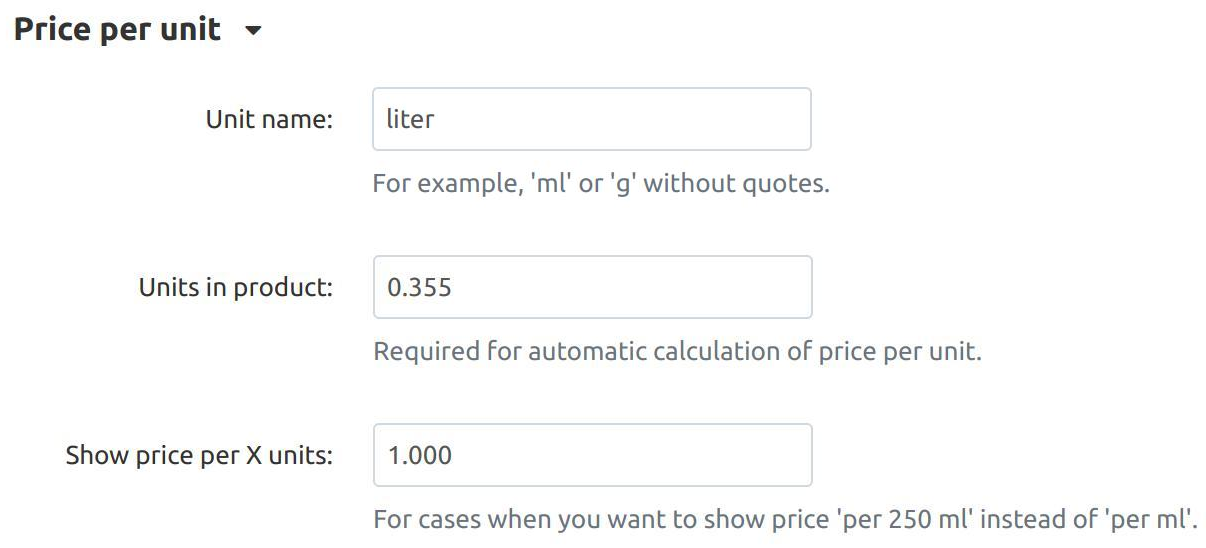 Price per unit
Unit name:
liter
For example, 'ml' or 'g' without quotes.
Units in product:
0.355
Required for automatic calculation of price per unit.
Show price per X units:
1.000
For cases when you want to show price 'per 250 ml' instead of 'per ml'.